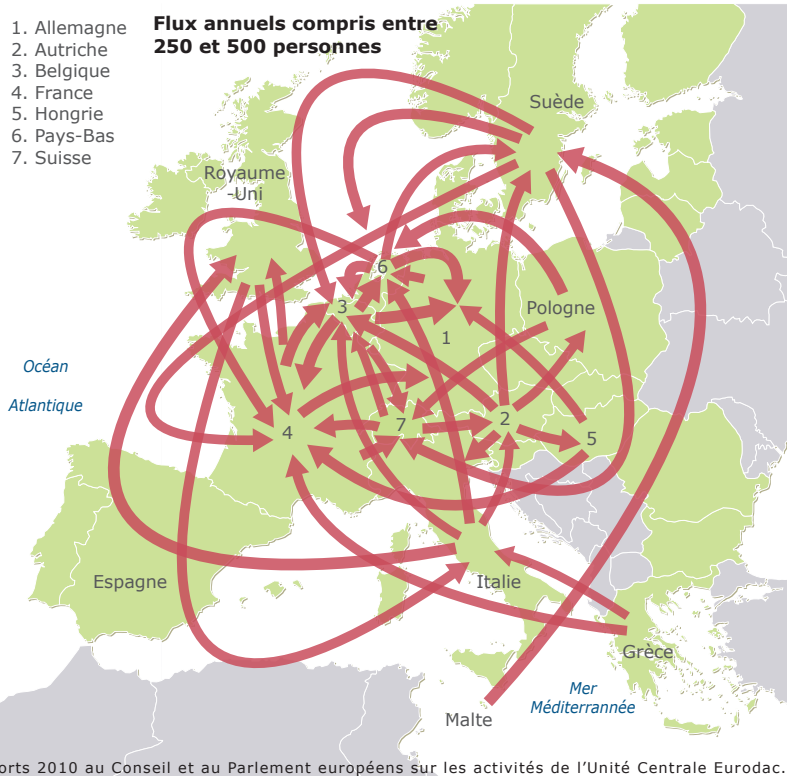 1. Allemagne
2. Autriche
3. Belgique
4. France
5. Hongrie
6. Pays-Bas
7. Suisse
Flux annuels compris entre
250 et 500 personnes
Suède
Royaume
-Uni
6
3
Pologne
1
Océan
Atlantique
4
7
2
5
Espagne
Italie
Grèce
Mer
Méditerrannée
Malte
orts 2010 au Conseil et au Parlement européens sur les activités de l'Unité Centrale Eurodac.